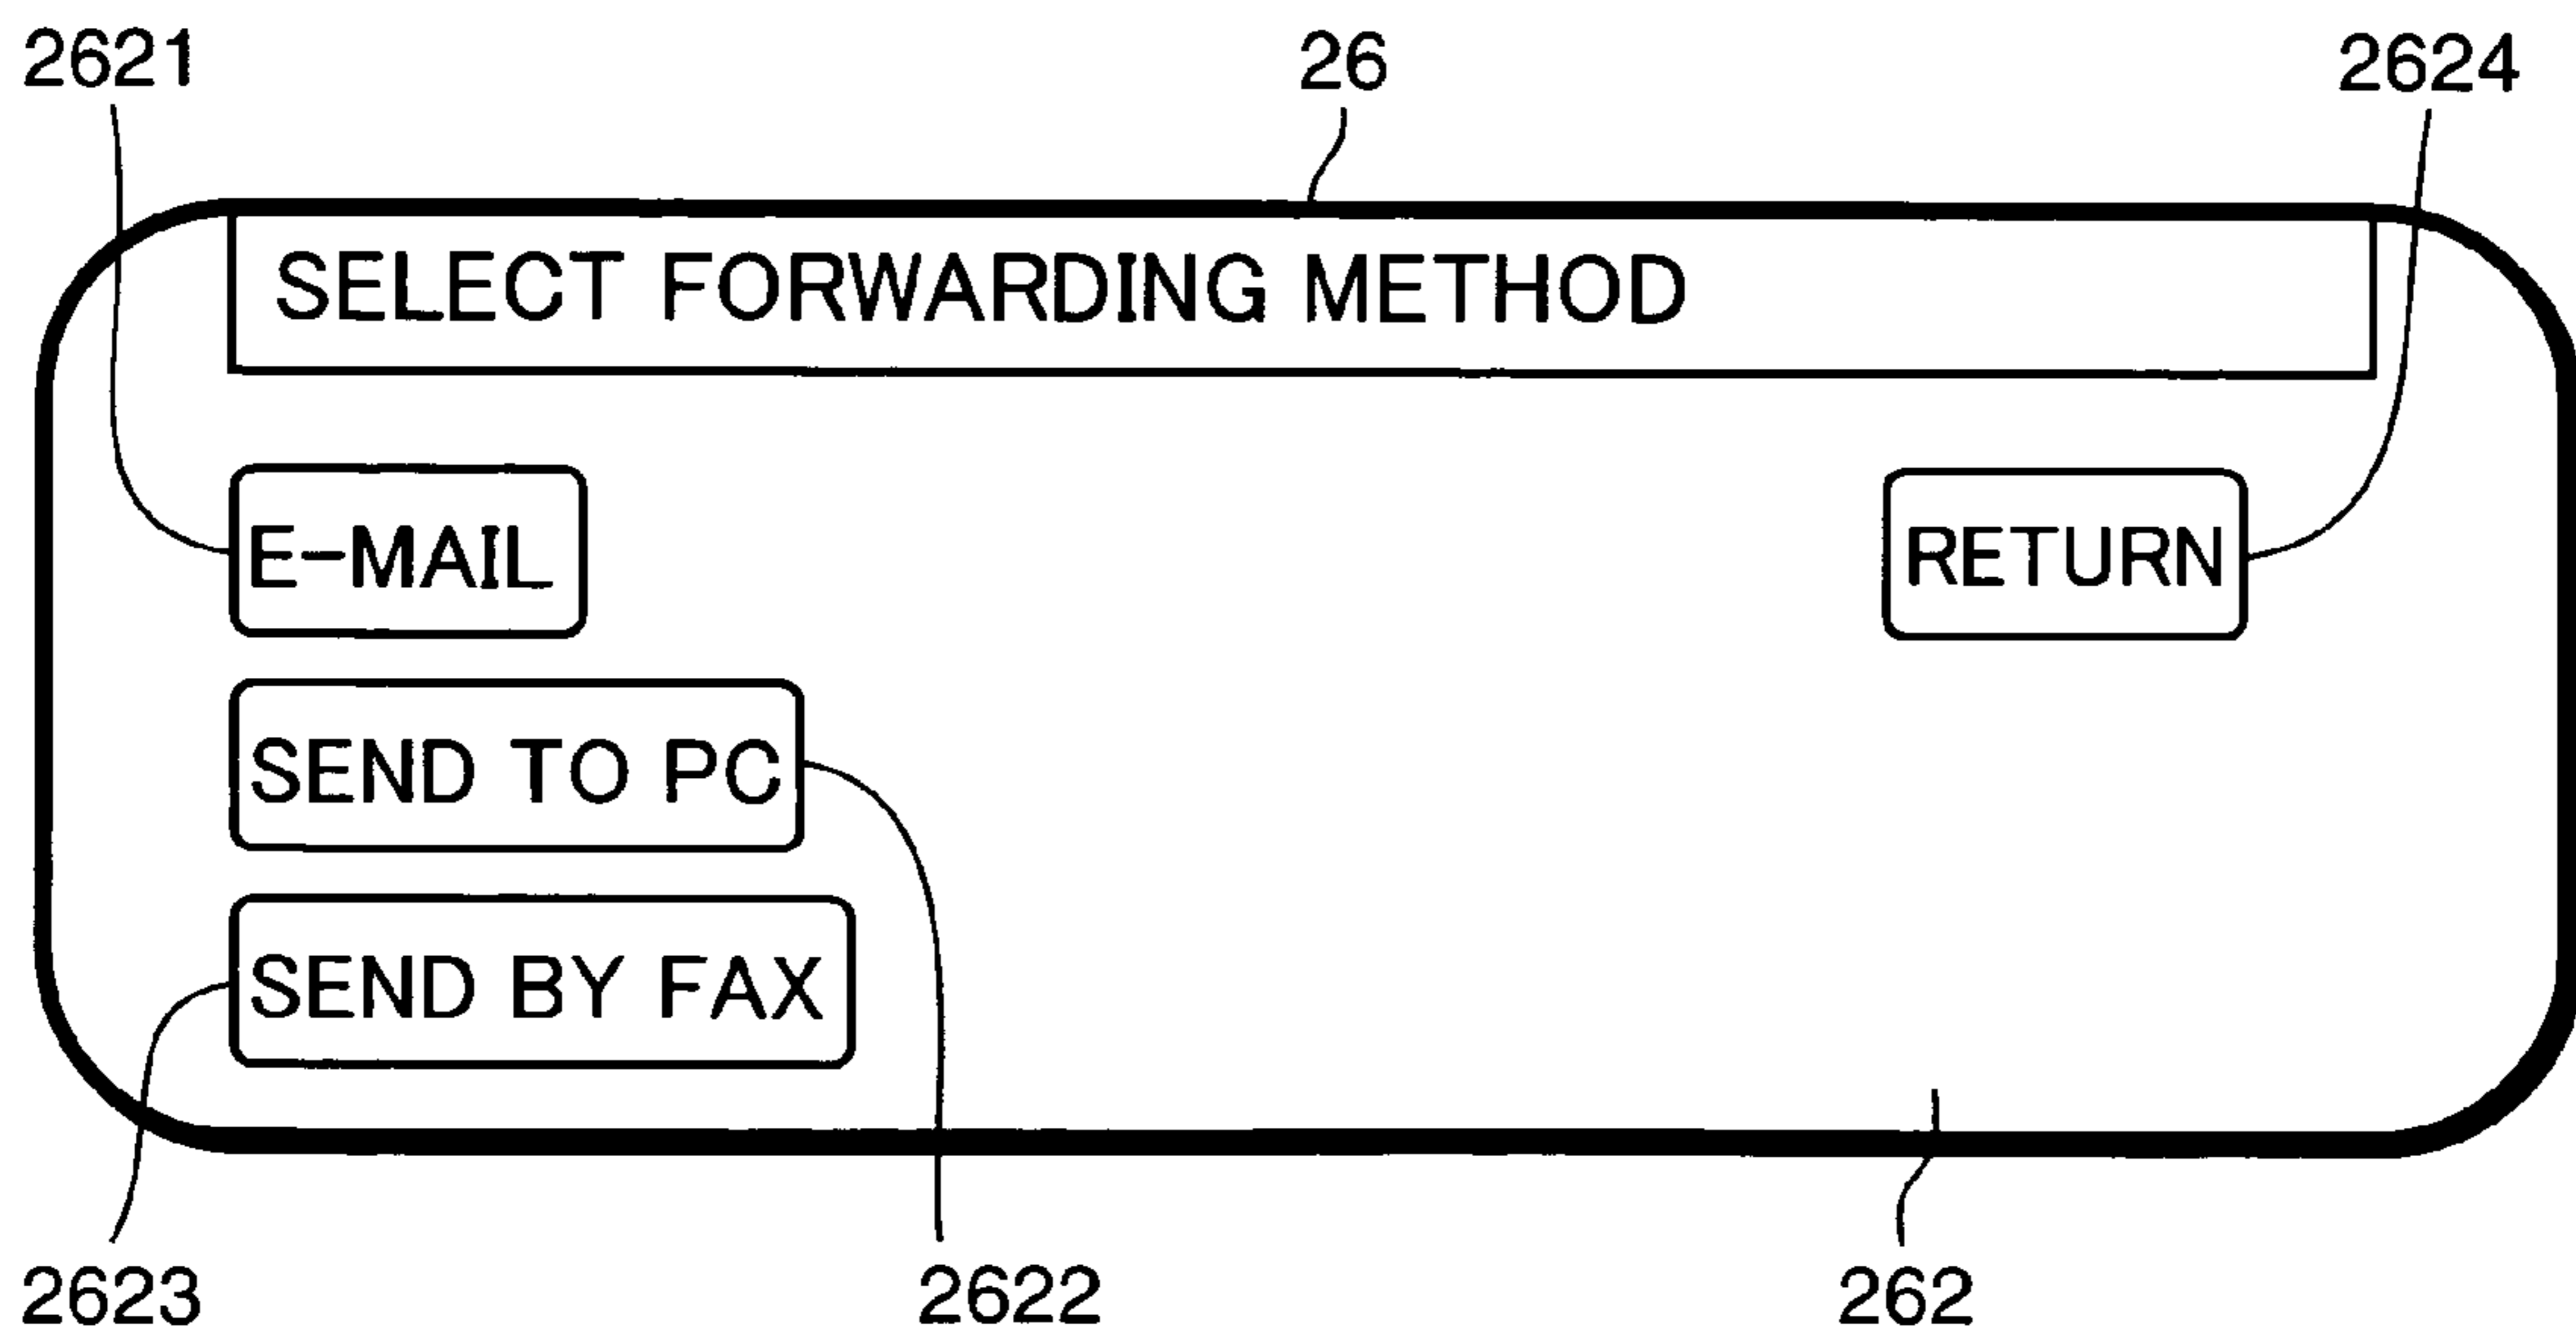 2621 26 2624
SELECT FORWARDING METHOD
E-MAIL RETURN
SEND TO PC
SEND BY FAX
2623 2622 262